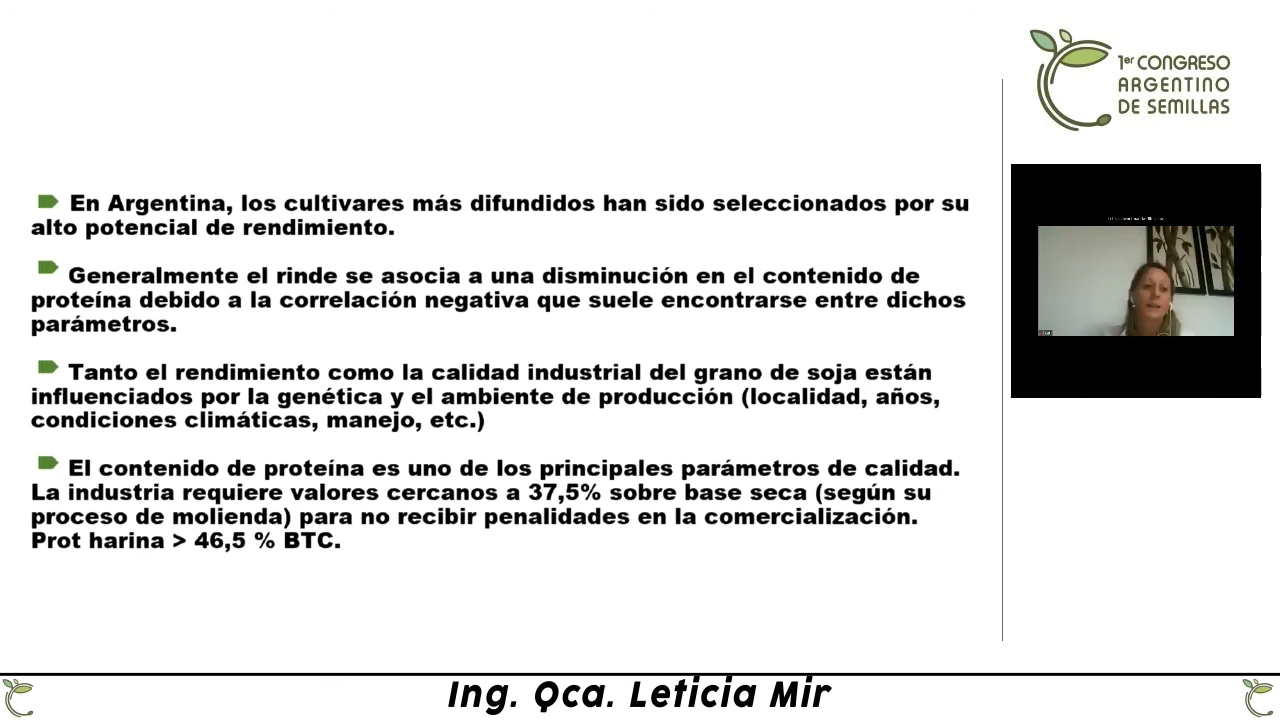 1er CONGRESO
ARGENTINO
DE SEMILLAS
En Argentina, los cultivares más difundidos han sido seleccionados por su
alto potencial de rendimiento.
Generalmente el rinde se asocia a una disminución en el contenido de
proteína debido a la correlación negativa que suele encontrarse entre dichos
parámetros.
Tanto el rendimiento como la calidad industrial del grano de soja están
influenciados por la genética y el ambiente de producción (localidad, años,
condiciones climáticas, manejo, etc.)
El contenido de proteína es uno de los principales parámetros de calidad.
La industria requiere valores cercanos a 37,5% sobre base seca (según su
proceso de molienda) para no recibir penalidades en la comercialización.
Prot harina > 46,5 % BTC.
Ing. Qca. Leticia Mir